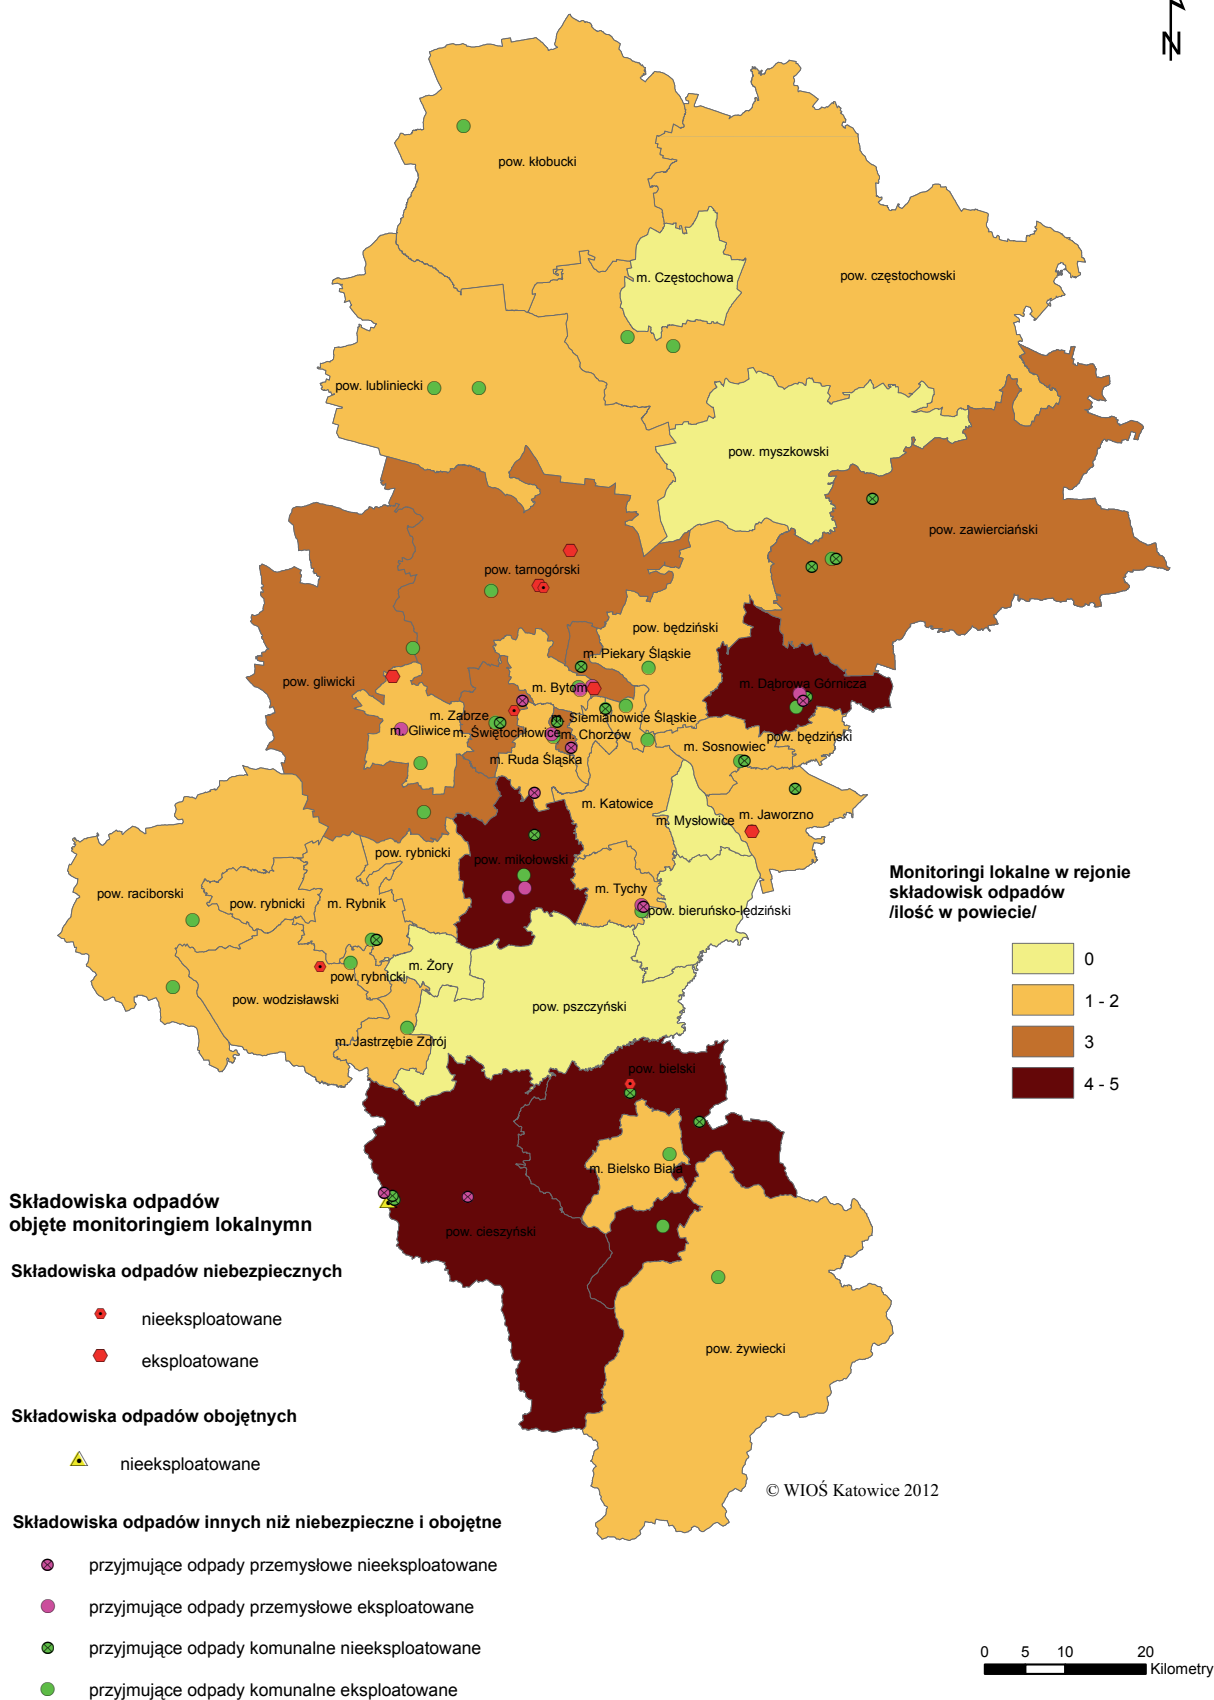 N
pow. kłobucki
m. Częstochowa
pow. częstochowski
pow. lubliniecki
pow. myszkowski
pow. zawierciański
pow. tarnogórski
pow. będziński
m. Piekary Śląskie
pow. gliwicki
m. Bytom
m. Dąbrowa Górnicza
m. Zabrze
m. Siemianowice Śląskie
m. Gliwice
m. Świętochłowice
m. Chorzów
pow. będziński
m. Sosnowiec
m. Ruda Śląska
m. Katowice
m. Mysłowice
m. Jaworzno
pow. rybnicki
pow. mikołowski
pow. raciborski
pow. rybnicki
m. Rybnik
m. Tychy
pow. bieruńsko-lędziński
m. Żory
pow. rybnicki
pow. wodzisławski
pow. pszczyński
m. Jastrzębie Zdrój
pow. bielski
m. Bielsko Biała
pow. cieszyński
pow. żywiecki
Monitoringi lokalne w rejonie
składowisk odpadów
/ilość w powiecie/
0
1 - 2
3
4 - 5
Składowiska odpadów
objęte monitoringiem lokalnymn
Składowiska odpadów niebezpiecznych
nieeksploatowane
eksploatowane
Składowiska odpadów obojętnych
nieeksploatowane
© WIOŚ Katowice 2012
Składowiska odpadów innych niż niebezpieczne i obojętne
przyjmujące odpady przemysłowe nieeksploatowane
przyjmujące odpady przemysłowe eksploatowane
przyjmujące odpady komunalne nieeksploatowane
przyjmujące odpady komunalne eksploatowane
0 5 10 20
Kilometry